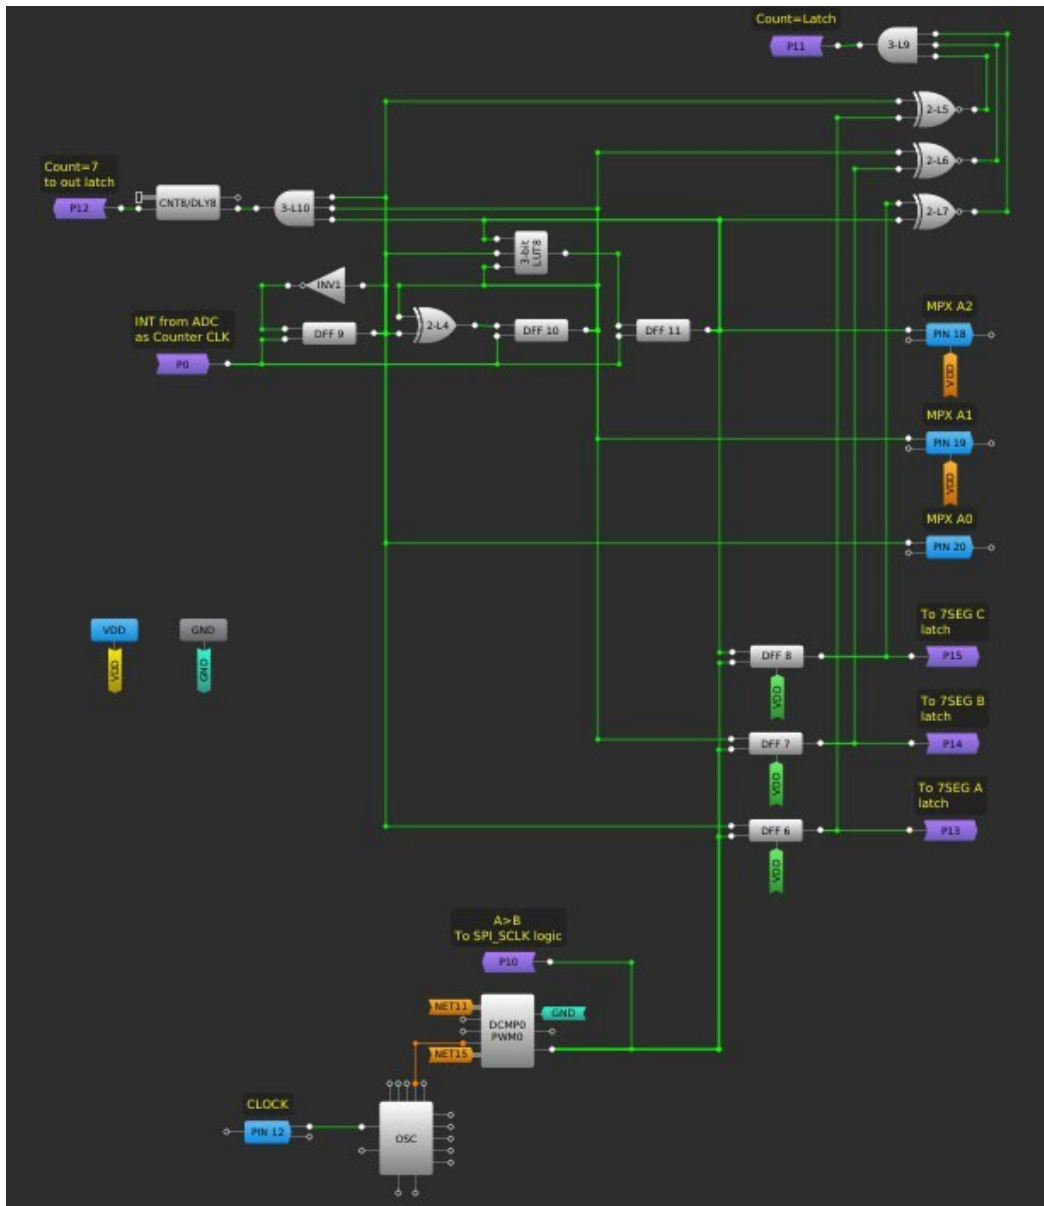 Count=Latch
P11
3-L9
2-L5
Count=7
to out latch
P12
CNT8/DLY8
3-L10
2-L6
2-L7
3-bit
LUT8
INV1
INT from ADC
as Counter CLK
P0
DFF 9
2-L4
DFF 10
DFF 11
MPX A2
PIN 18
VDD
MPX A1
PIN 19
VDD
MPX A0
PIN 20
VDD
VDD
GND
GND
To 7SEG C
latch
DFF 8
P15
VDD
To 7SEG B
latch
DFF 7
P14
VDD
To 7SEG A
latch
DFF 6
P13
VDD
A>B
To SPI_SCLK logic
P10
NET11
DCMP0
PWM0
GND
NET15
CLOCK
PIN 12
OSC